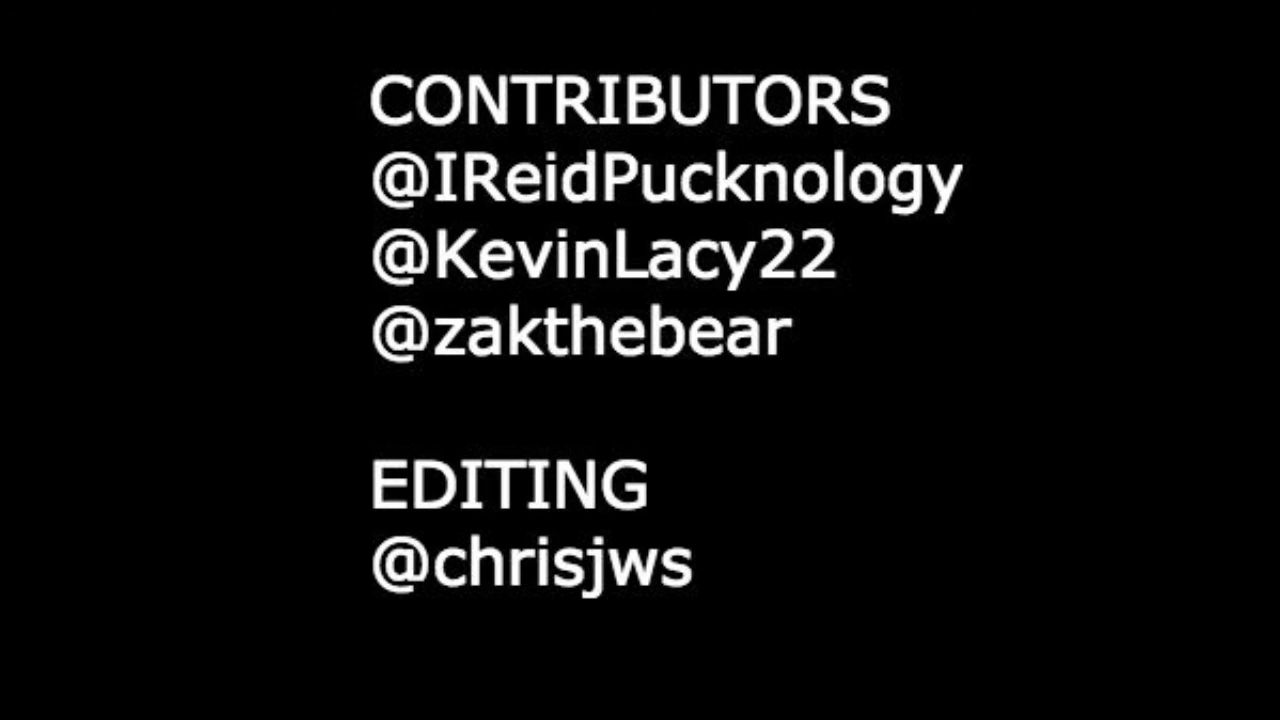 CONTRIBUTORS
@IReidPucknology
@KevinLacy22
@zakthebear
EDITING
@chrisjws